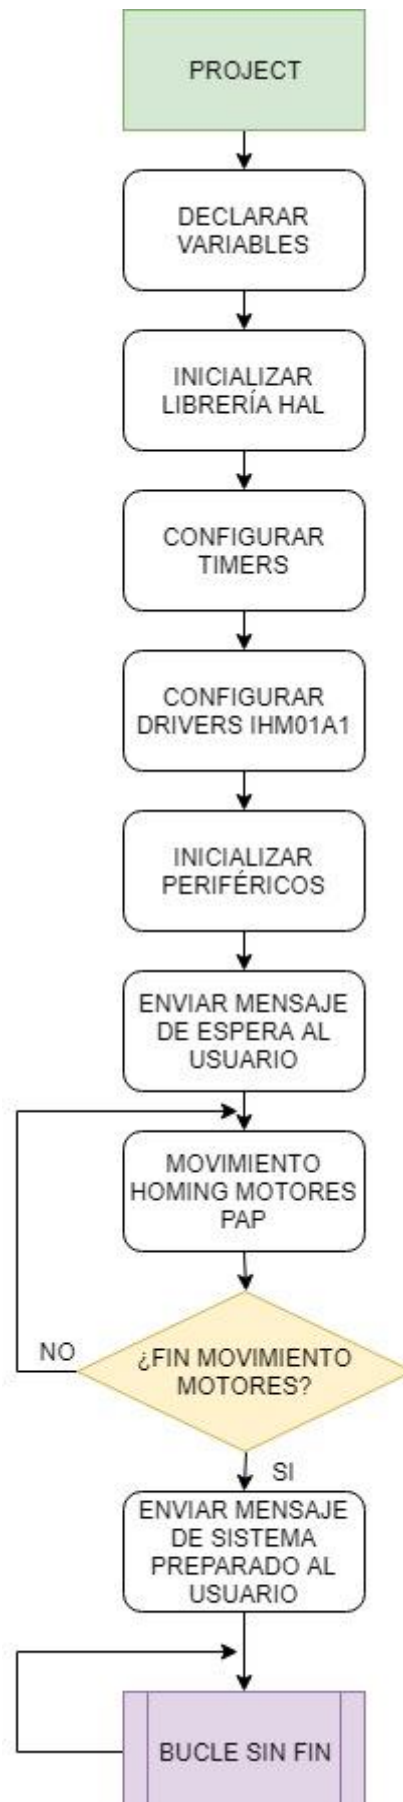 PROJECT
DECLARAR
VARIABLES
INICIALIZAR
LIBRERÍA HAL
CONFIGURAR
TIMERS
CONFIGURAR
DRIVERS IHM01A1
INICIALIZAR
PERIFÉRICOS
ENVIAR MENSAJE
DE ESPERA AL
USUARIO
MOVIMIENTO
HOMING MOTORES
PAP
NO
¿FIN MOVIMIENTO
MOTORES?
SI
ENVIAR MENSAJE
DE SISTEMA
PREPARADO AL
USUARIO
BUCLE SIN FIN